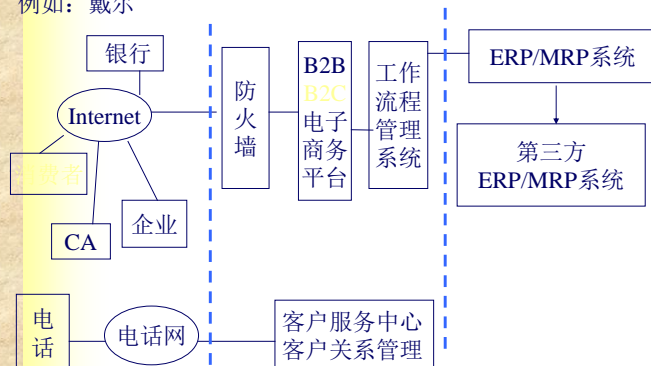 例如：戴尔
银行
Internet
消费者
CA
企业
防
火
墙
B2B
B2C
电子
商务
平台
工作
流程
管理
系统
ERP/MRP系统
第三方
ERP/MRP系统
电
话
电话网
客户服务中心
客户关系管理